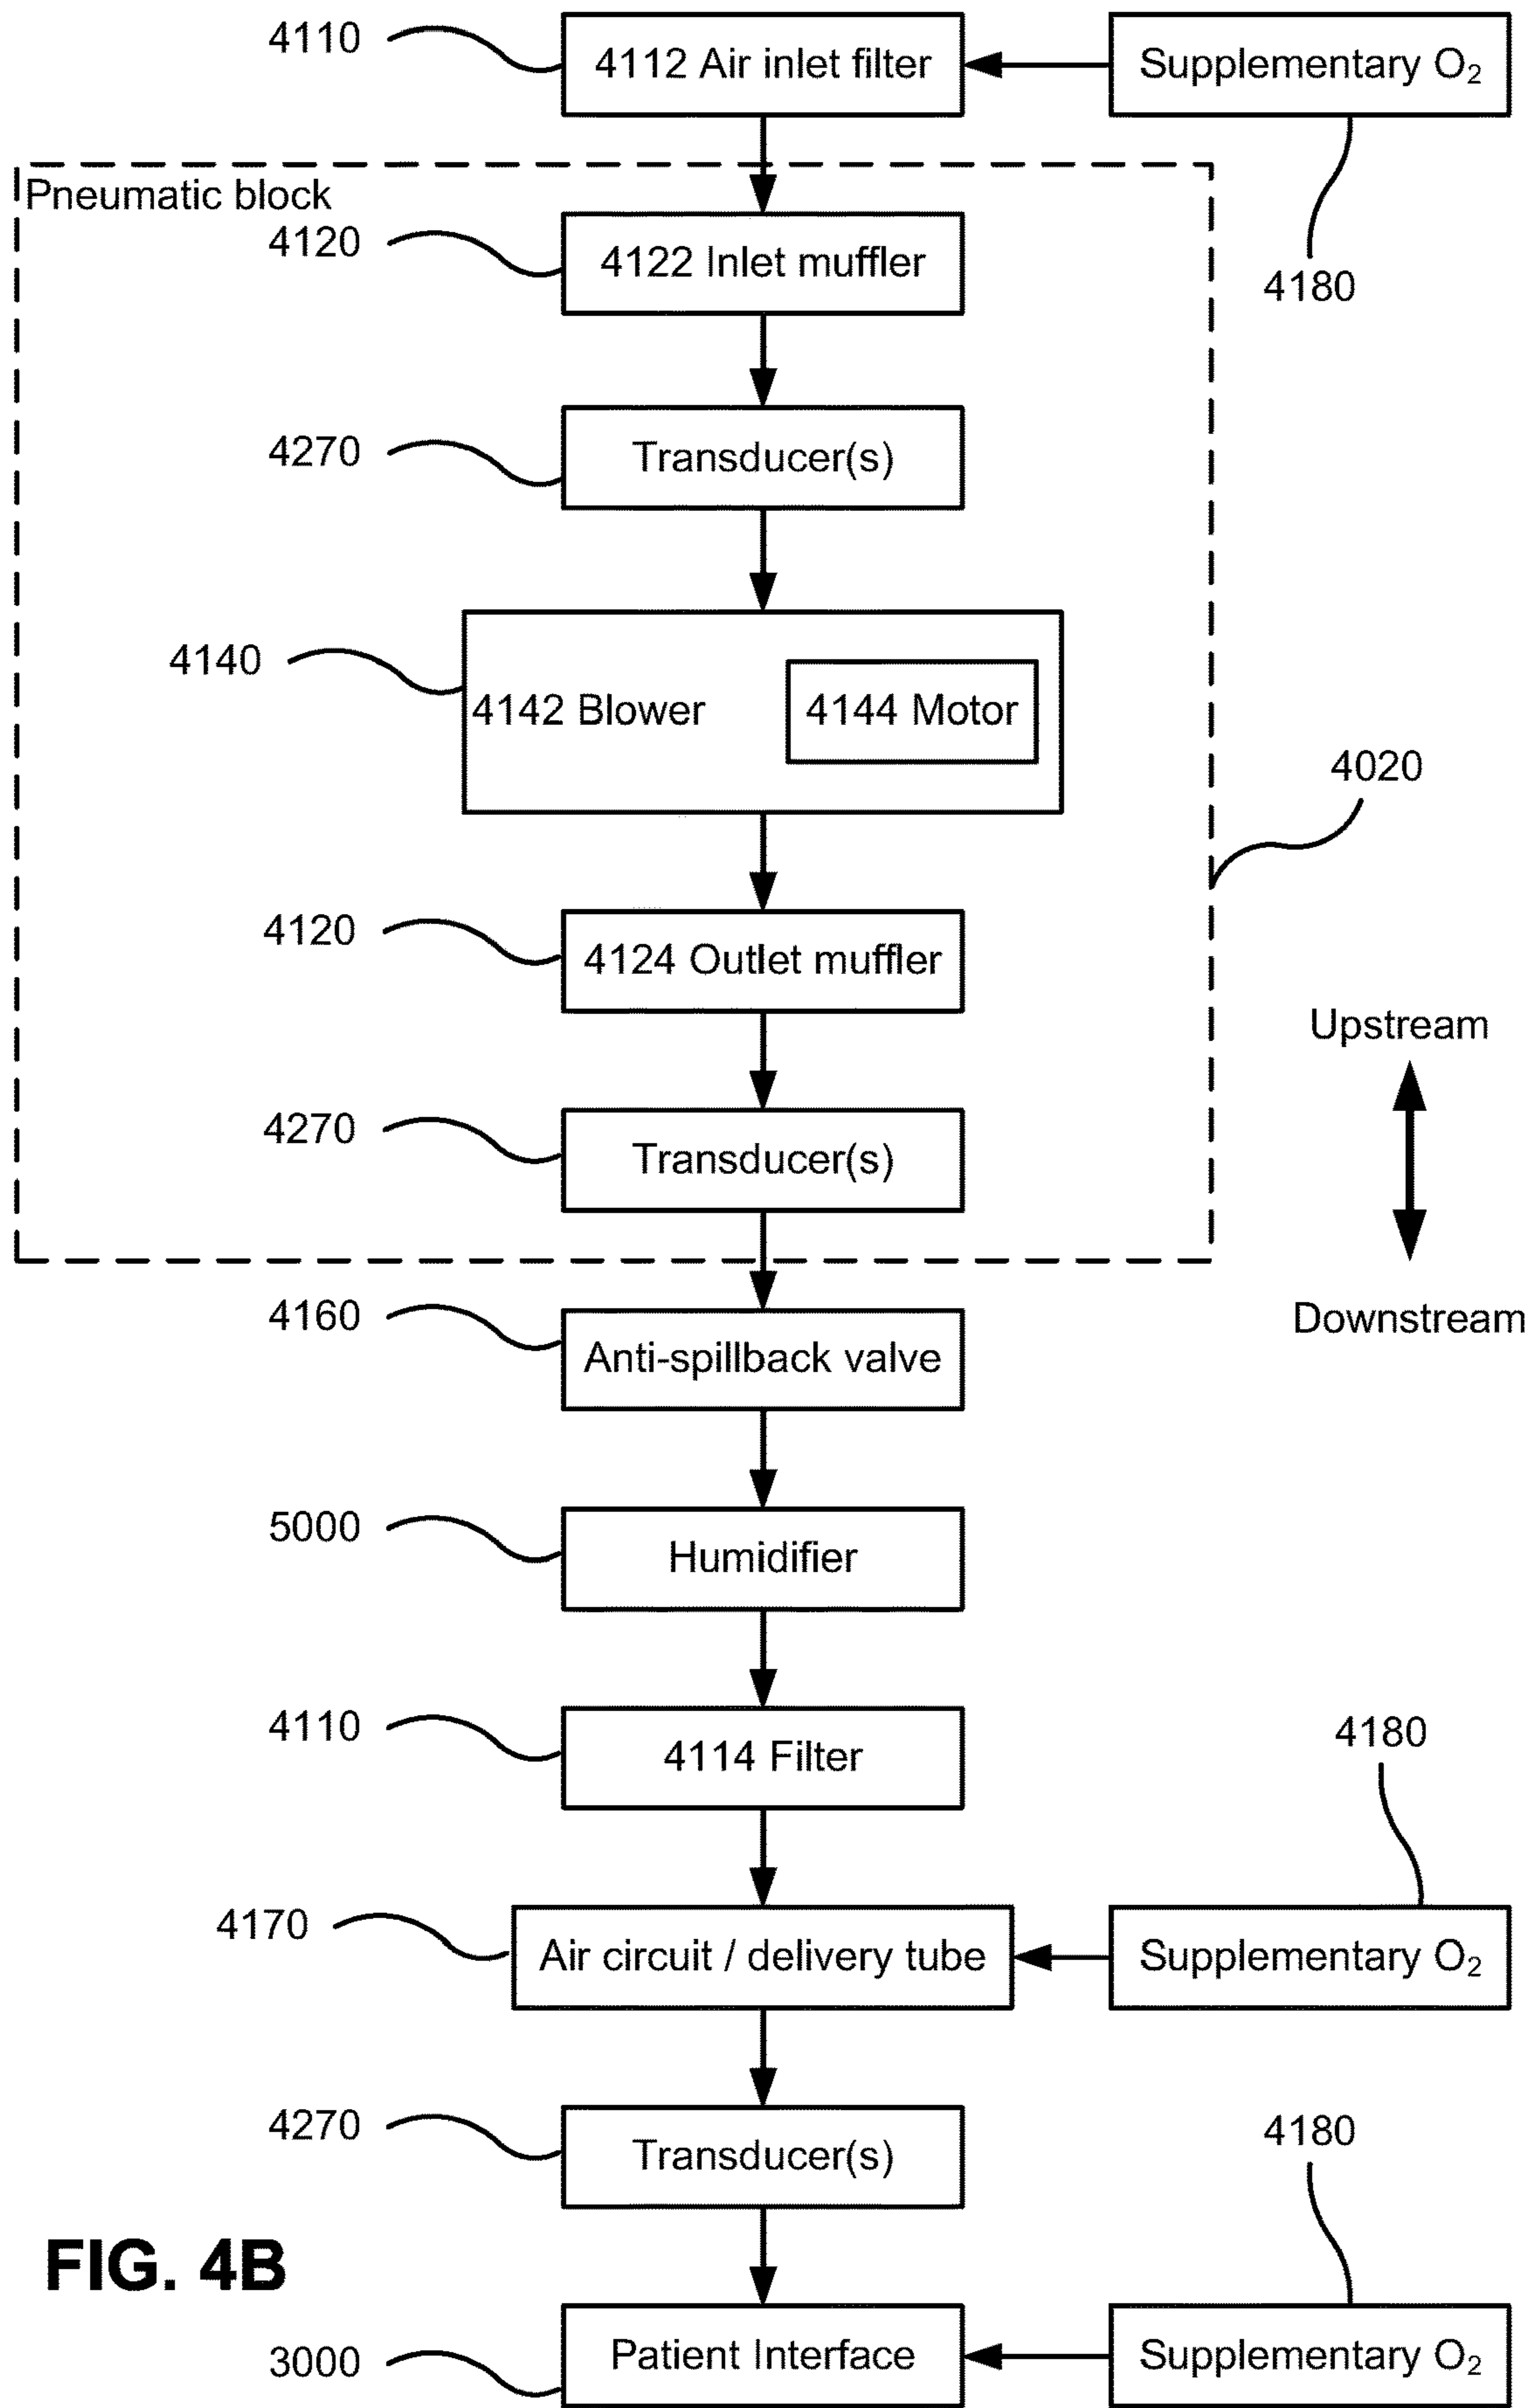 4110
4112 Air inlet filter
Supplementary O₂
Pneumatic block
4120
4122 Inlet muffler
4180
4270
Transducer(s)
4140
4142 Blower
4144 Motor
4020
4120
4124 Outlet muffler
Upstream
4270
Transducer(s)
Downstream
4160
Anti-spillback valve
5000
Humidifier
4110
4114 Filter
4180
4170
Air circuit / delivery tube
Supplementary O₂
4270
Transducer(s)
4180
FIG. 4B
3000
Patient Interface
Supplementary O₂